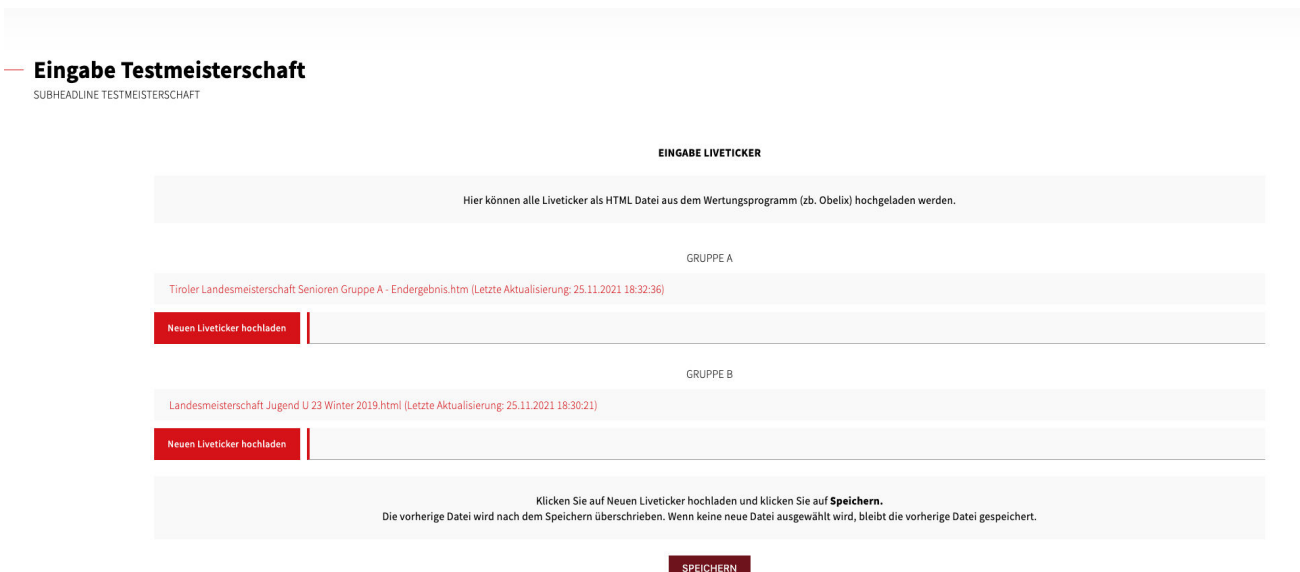 Eingabe Testmeisterschaft
SUBHEADLINE TESTMEISTERSCHAFT
EINGABE LIVETICKER
Hier können alle Liveticker als HTML Datei aus dem Wertungsprogramm (zb. Obelix) hochgeladen werden.
GRUPPE A
Tiroler Landesmeisterschaft Senioren Gruppe A - Endergebnis.htm (Letzte Aktualisierung: 25.11.2021 18:32:36)
Neuen Liveticker hochladen
GRUPPE B
Landesmeisterschaft Jugend U 23 Winter 2019.html (Letzte Aktualisierung: 25.11.2021 18:30:21)
Neuen Liveticker hochladen
Klicken Sie auf Neuen Liveticker hochladen und klicken Sie auf Speichern.
Die vorherige Datei wird nach dem Speichern überschrieben. Wenn keine neue Datei ausgewählt wird, bleibt die vorherige Datei gespeichert.
SPEICHERN